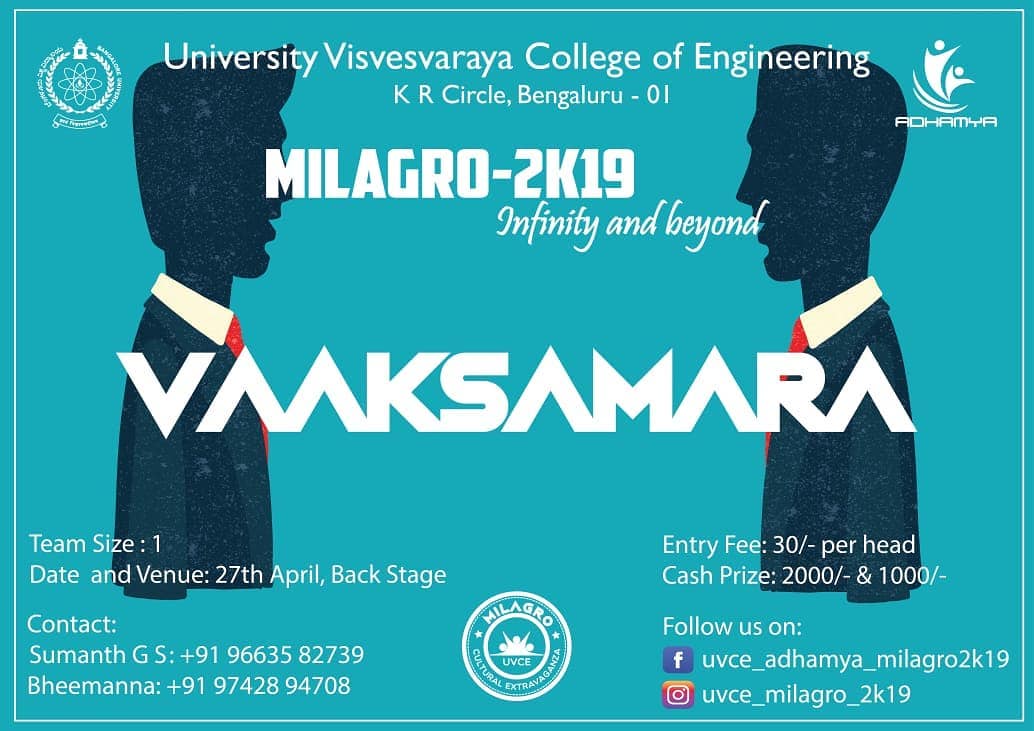 University Visvesvaraya College of Engineering
K R Circle, Bengaluru - 01
BANGALORE UNIVERSITY
ADHAMYA
MILAGRO-2K19
Infinity and beyond
VAAKSAMARA
Team Size : 1
Date and Venue: 27th April, Back Stage
Contact:
Sumanth G S: +91 96635 82739
Bheemanna: +91 97428 94708
MILAGRO
UVCE
CULTURAL EXTRAVAGANZA
Entry Fee: 30/- per head
Cash Prize: 2000/- & 1000/-
Follow us on:
f uvce_adhamya_milagro2k19
uvce_milagro_2k19